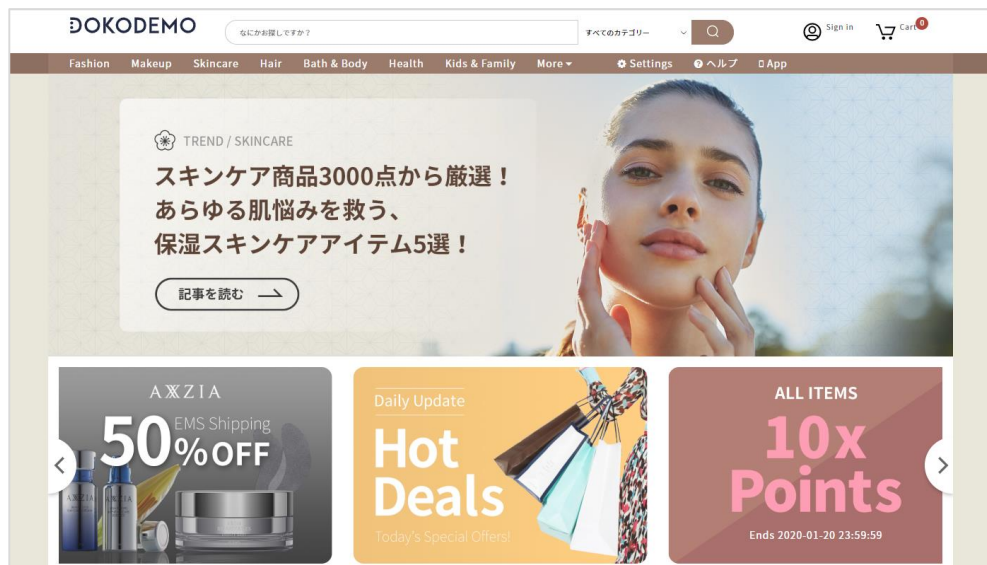 DOKODEMO
なにかお探しですか？
すべてのカテゴリー
Sign in
Cart
0
Fashion Makeup Skincare Hair Bath & Body Health Kids & Family More Settings ヘルプ App
TREND / SKINCARE
スキンケア商品3000点から厳選！
あらゆる肌悩みを救う、
保湿スキンケアアイテム5選！
記事を読む
AXXZIA
EMS Shipping
50%OFF
AXXZIA
Daily Update
Hot
Deals
Today's Special Offers!
ALL ITEMS
10x
Points
Ends 2020-01-20 23:59:59